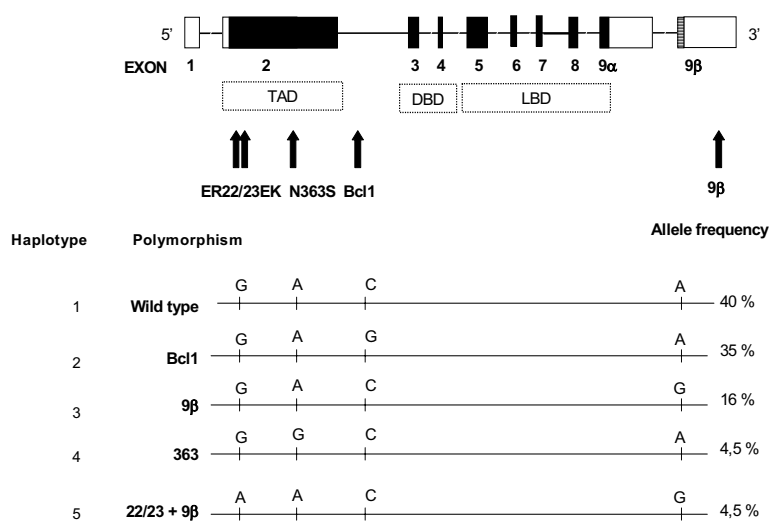 5’ 3’
EXON 1 2 3 4 5 6 7 8 9α 9β
TAD DBD LBD
ER22/23EK N363S Bcl1 9β
Allele frequency
Haplotype Polymorphism
G A C A
1 Wild type 40 %
G A G A
2 Bcl1 35 %
G A C G
3 9β 16 %
G G C A
4 363 4,5 %
A A C G
5 22/23 + 9β 4,5 %